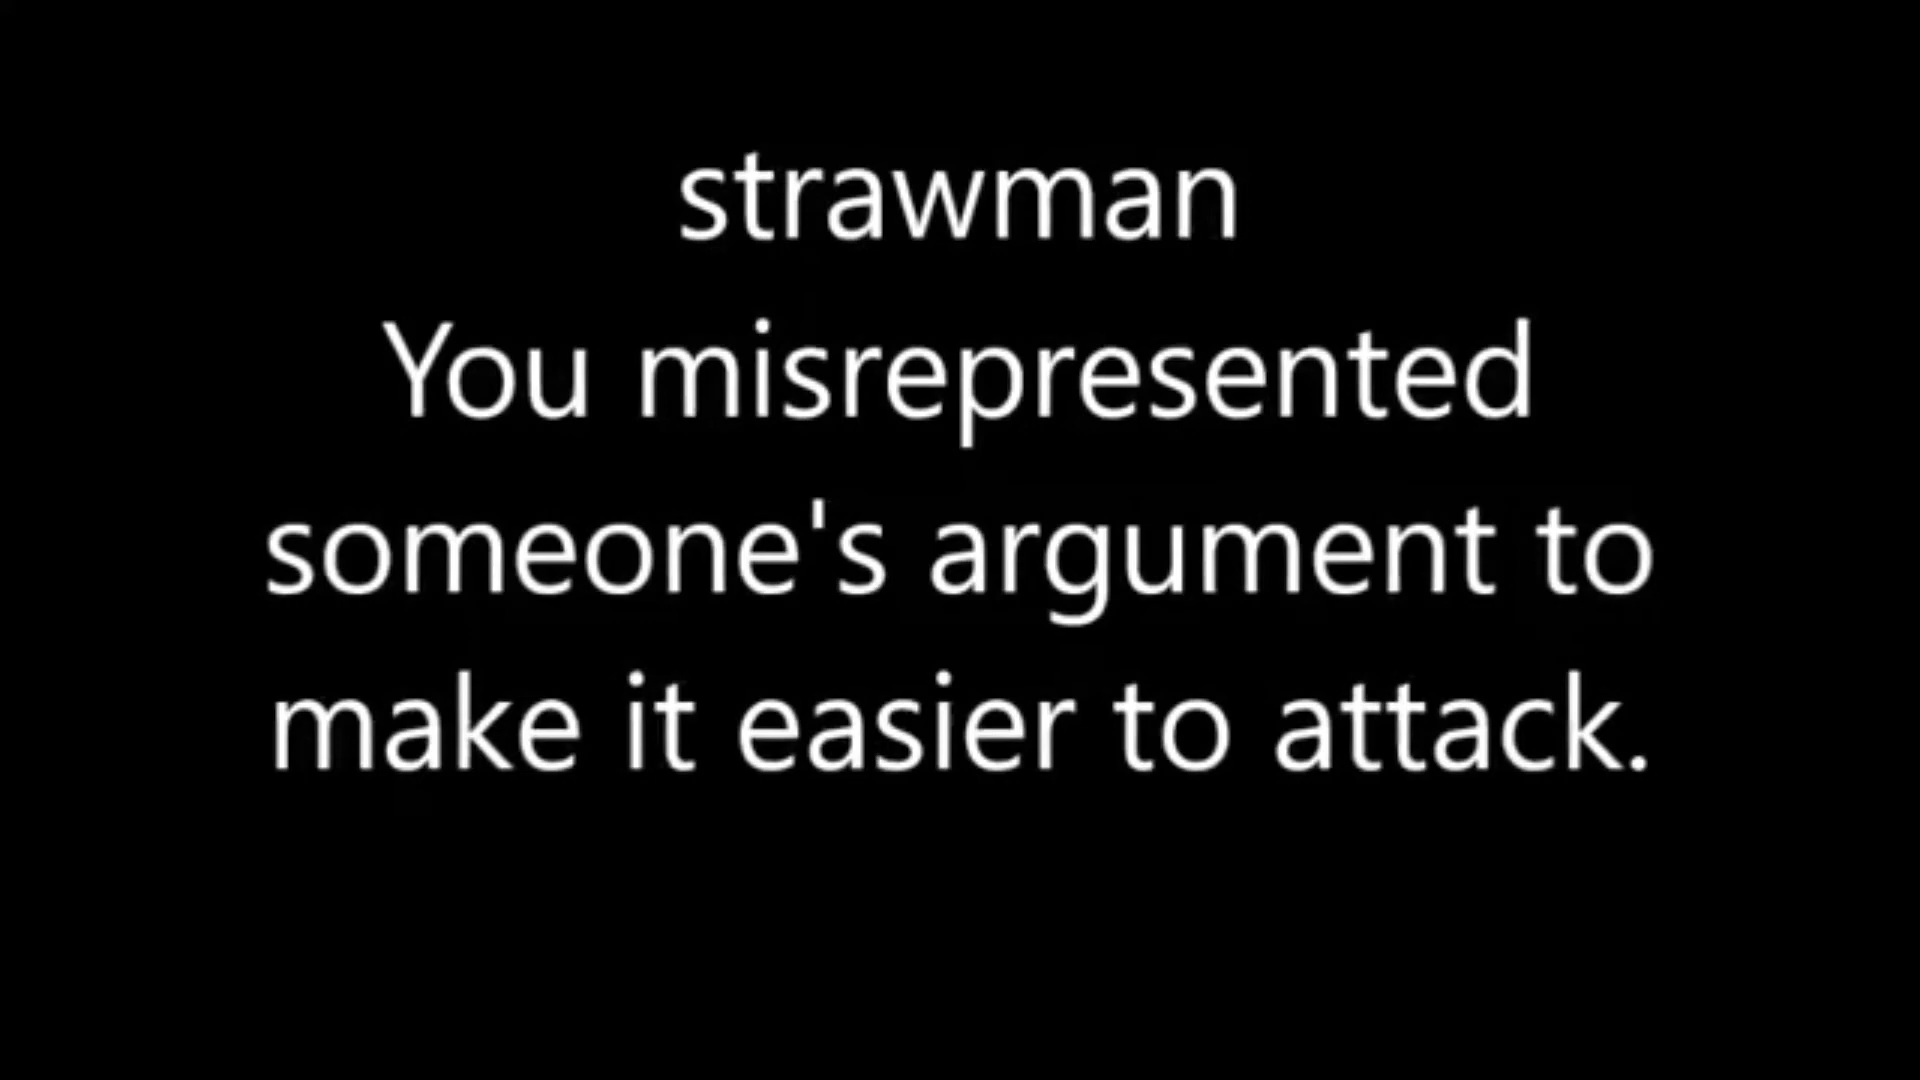 strawman
You misrepresented
someone's argument to
make it easier to attack.